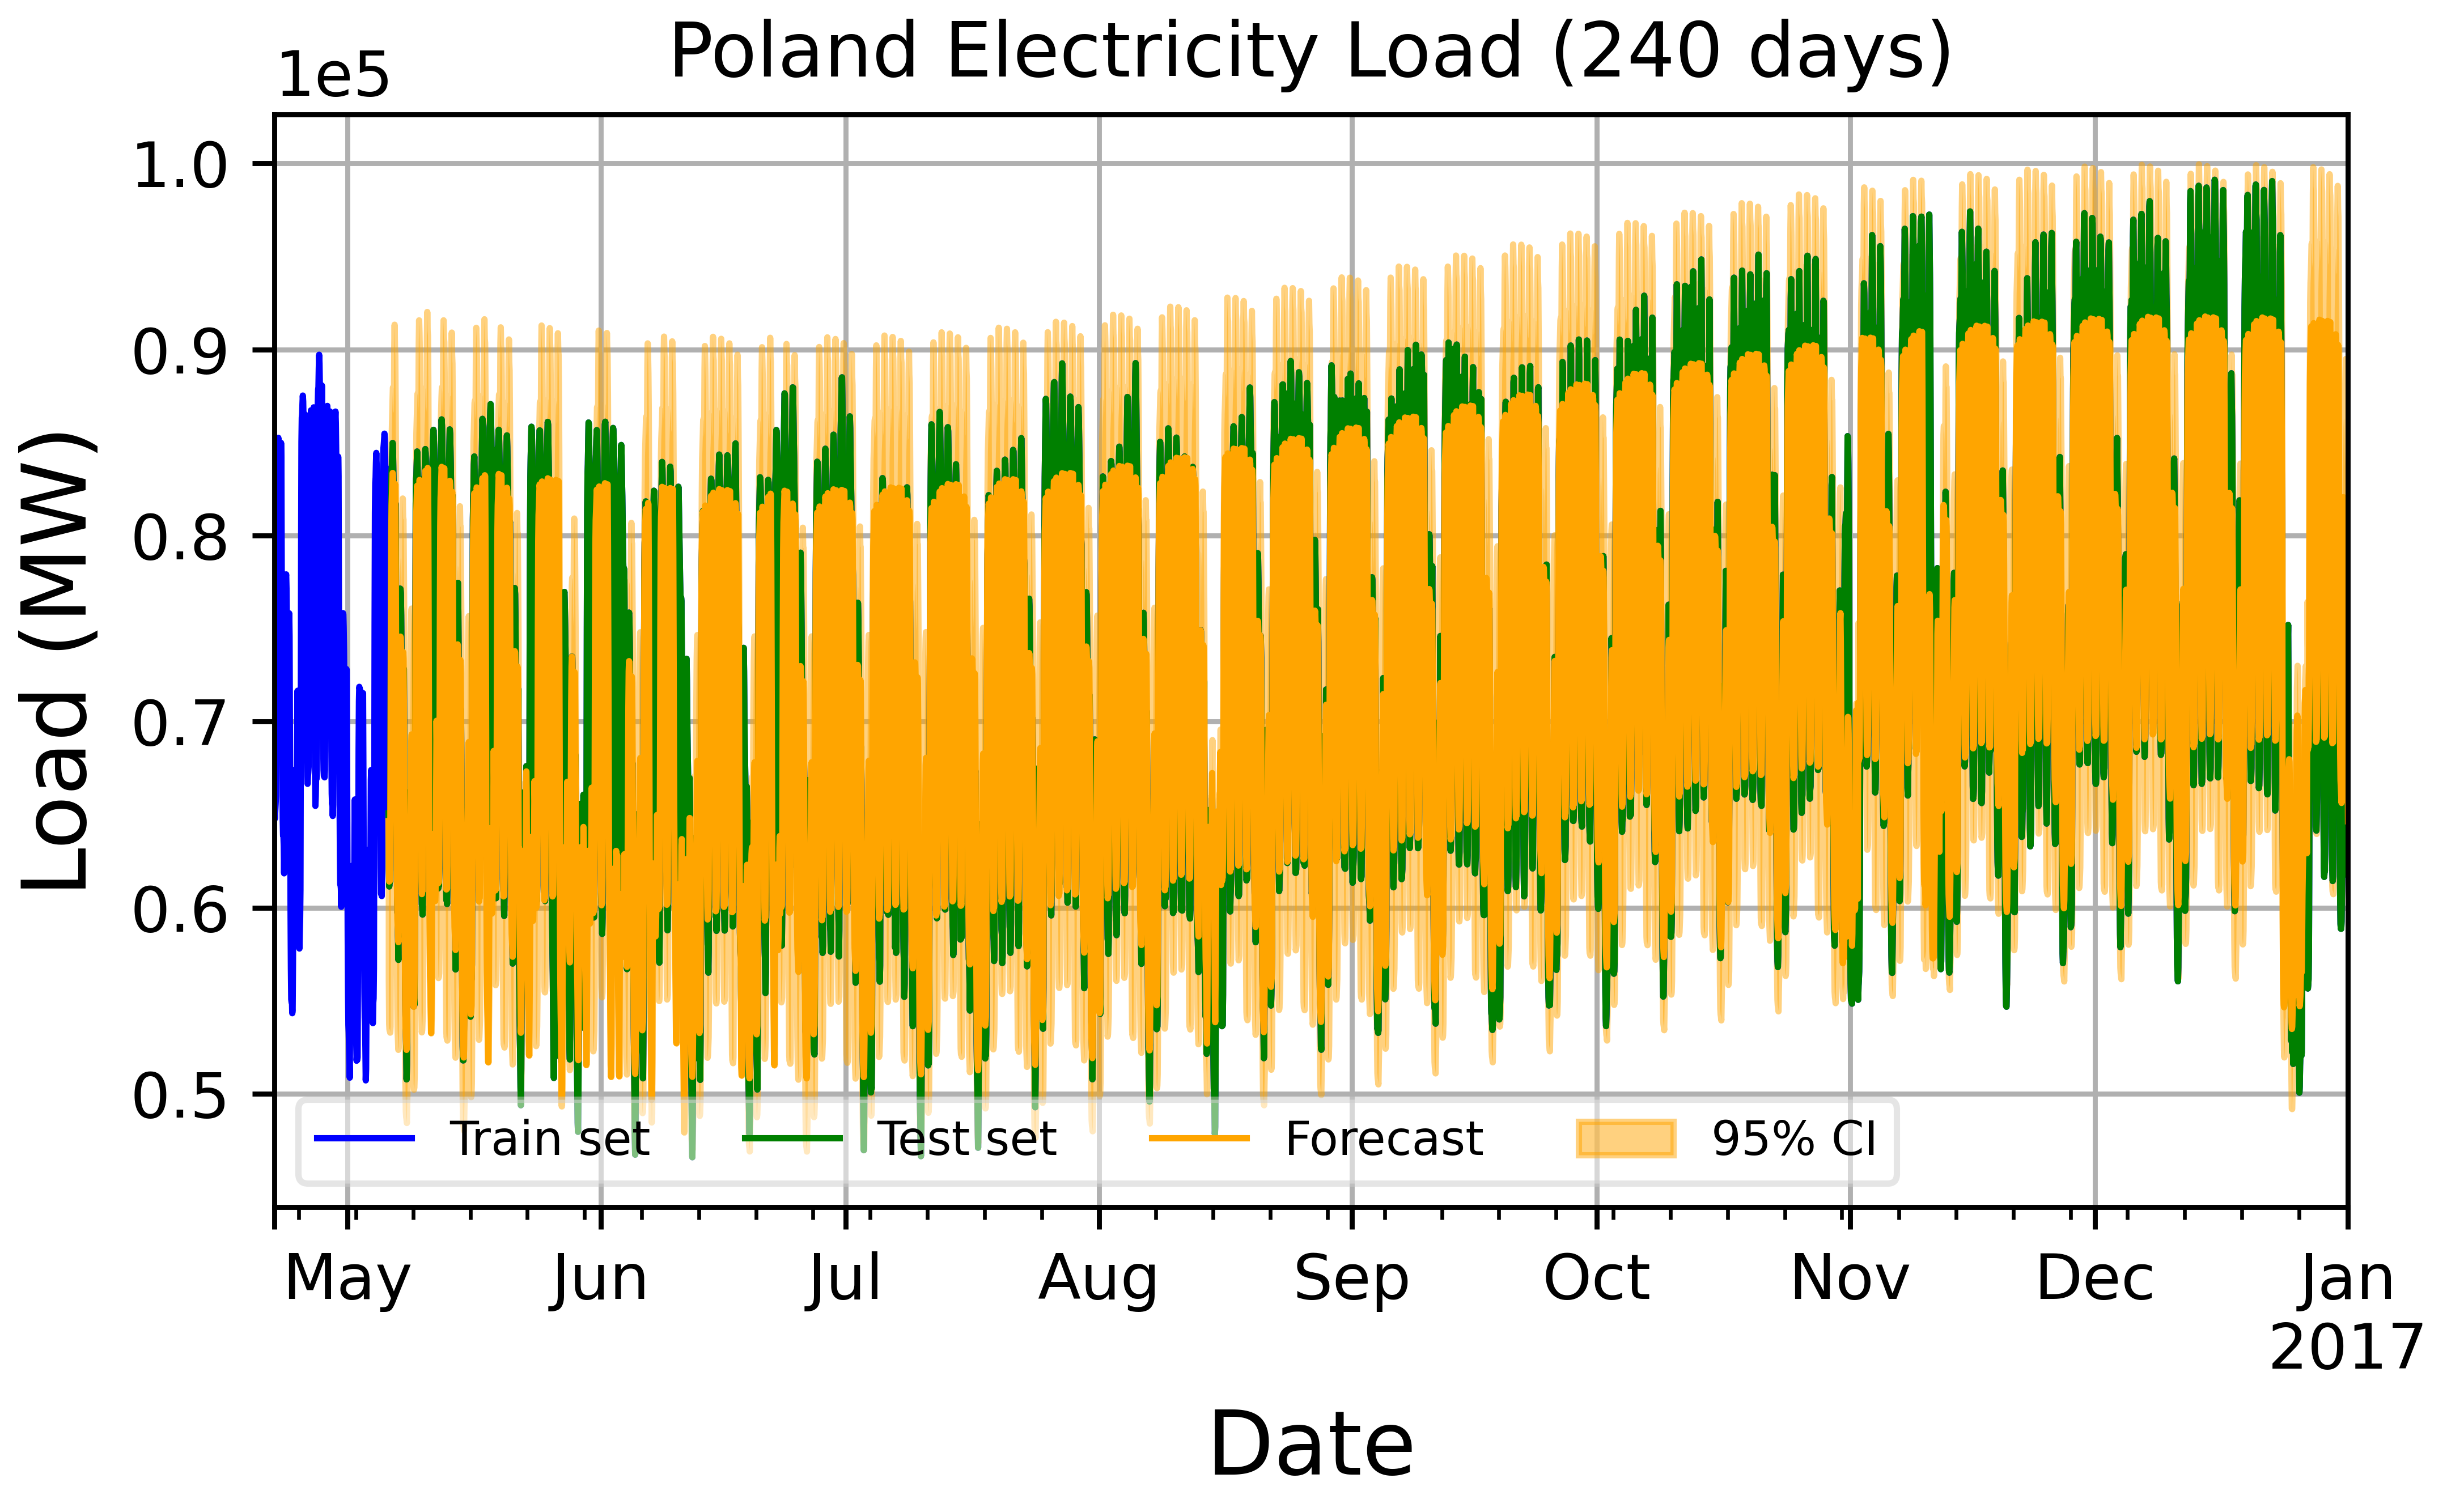 Poland Electricity Load (240 days)
1e5
1.0
0.9
0.8
0.7
0.6
0.5
Load (MW)
Train set Test set Forecast 95% CI
May Jun Jul Aug Sep Oct Nov Dec Jan
2017
Date